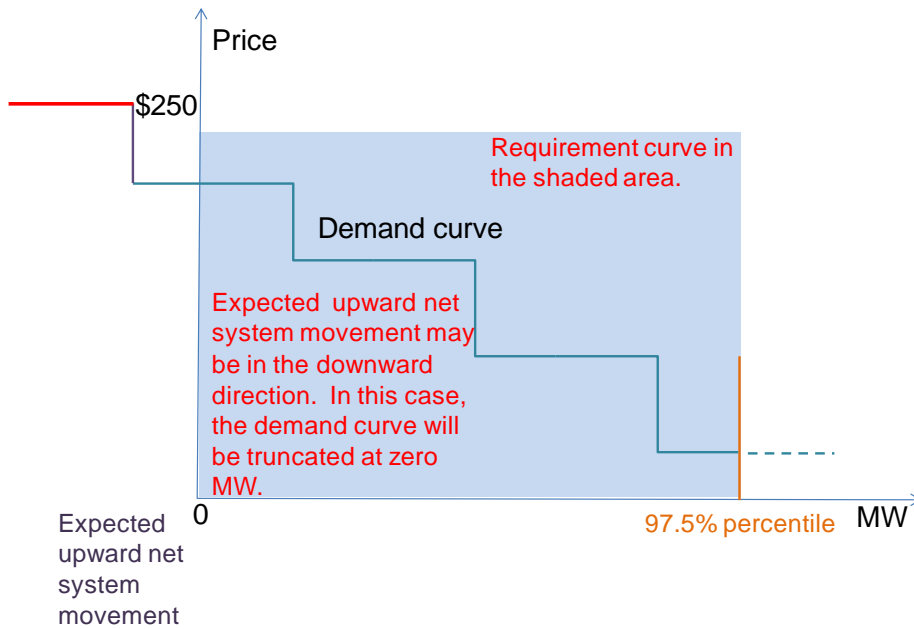 Price
$250
Requirement curve in
the shaded area.
Demand curve
Expected upward net
system movement may
be in the downward
direction. In this case,
the demand curve will
be truncated at zero
MW.
0
97.5% percentile
MW
Expected
upward net
system
movement